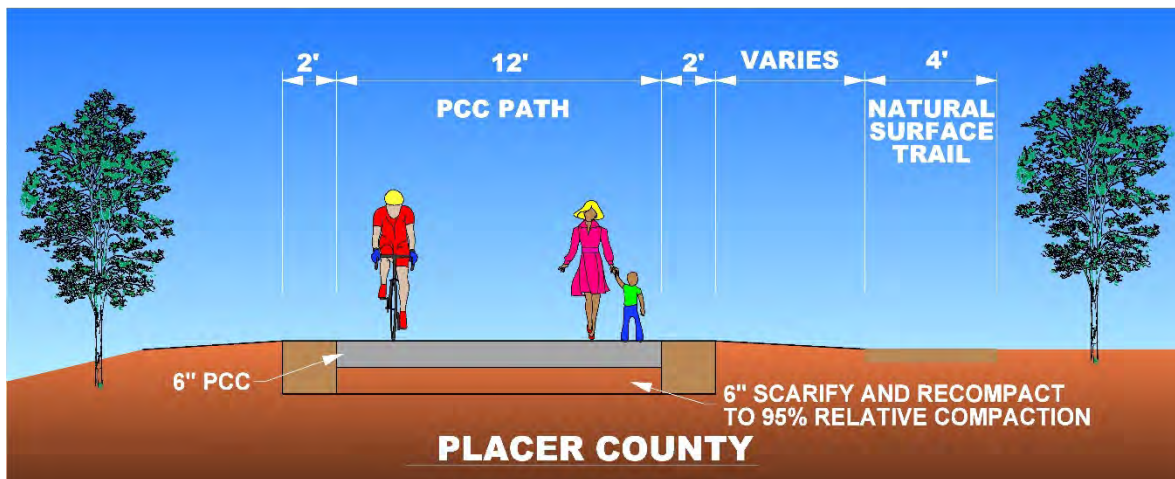 2'
12'
2'
VARIES
4'
PCC PATH
NATURAL
SURFACE
TRAIL
6" PCC
6" SCARIFY AND RECOMPACT
TO 95% RELATIVE COMPACTION
PLACER COUNTY